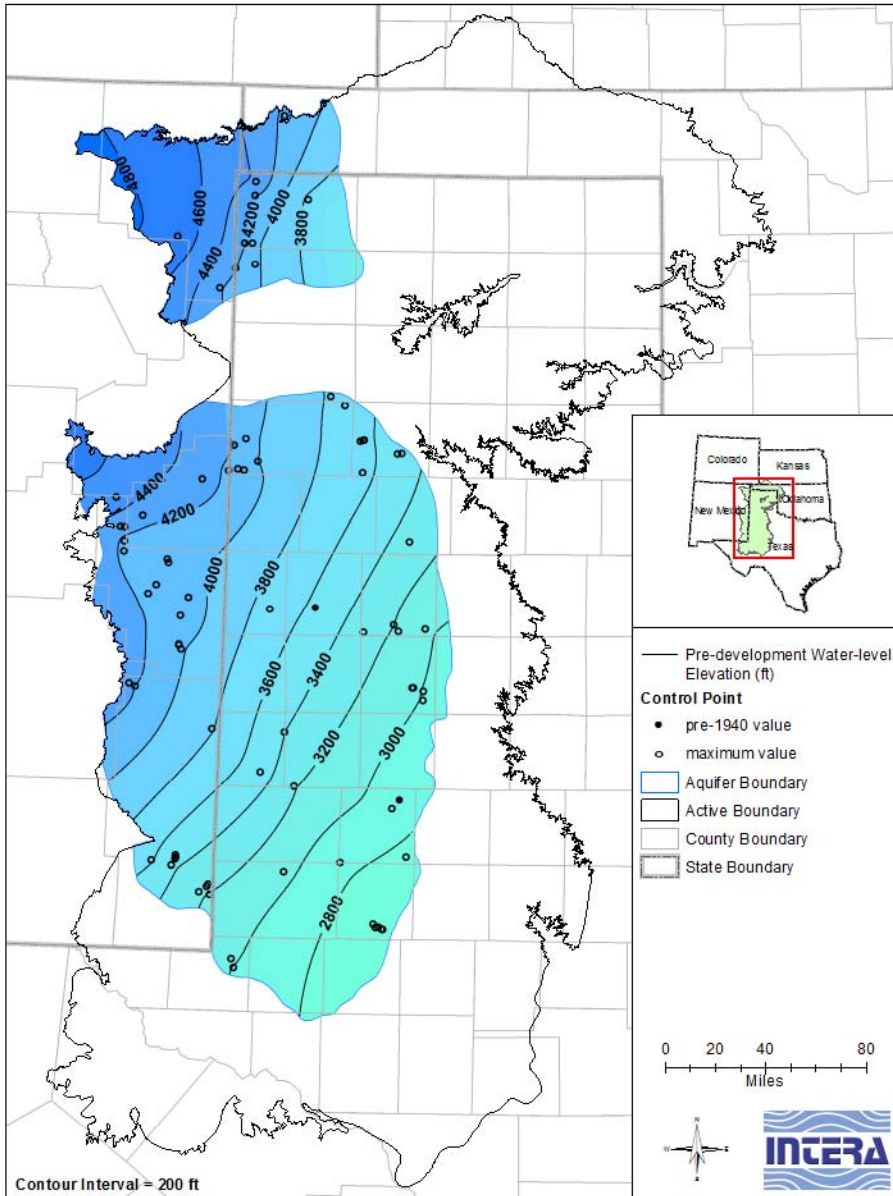 4800
4600
4400
4200
4000
3800
4400
4200
4000
3800
3600
3400
3200
3000
2800
Colorado
Kansas
New Mexico
Oklahoma
Texas
Pre-development Water-level
Elevation (ft)
Control Point
pre-1940 value
maximum value
Aquifer Boundary
Active Boundary
County Boundary
State Boundary
0 20 40 80
Miles
N
W E
S
INTERA
Contour Interval = 200 ft